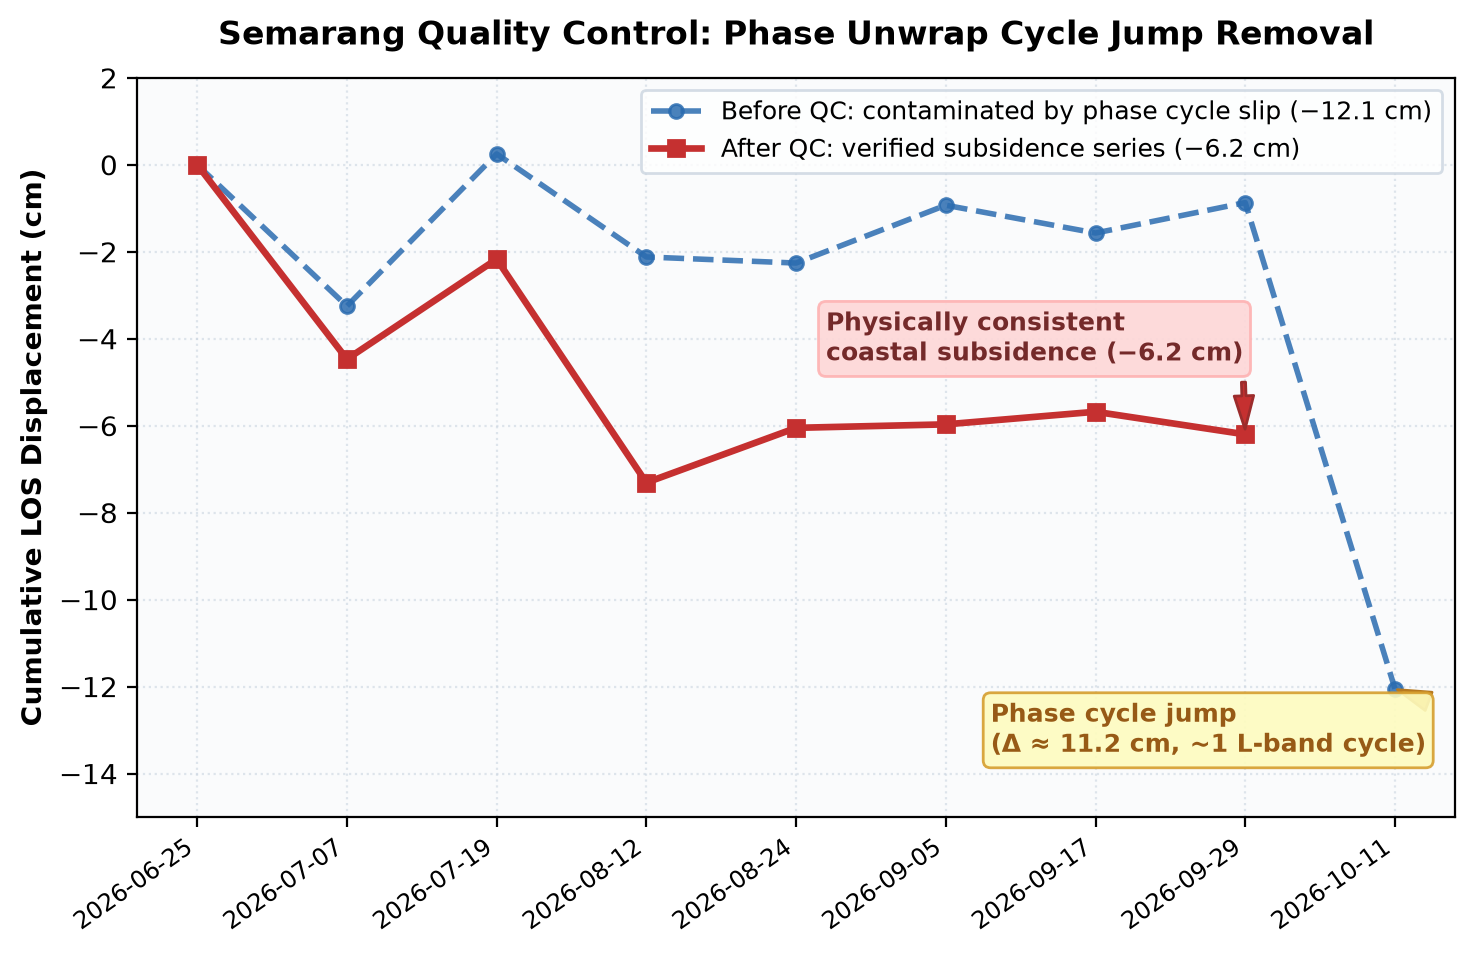 Semarang Quality Control: Phase Unwrap Cycle Jump Removal
Before QC: contaminated by phase cycle slip (−12.1 cm)
After QC: verified subsidence series (−6.2 cm)
Cumulative LOS Displacement (cm)
2
0
−2
−4
−6
−8
−10
−12
−14
Physically consistent
coastal subsidence (−6.2 cm)
Phase cycle jump
(Δ ≈ 11.2 cm, ~1 L-band cycle)
2026-06-25
2026-07-07
2026-07-19
2026-08-12
2026-08-24
2026-09-05
2026-09-17
2026-09-29
2026-10-11